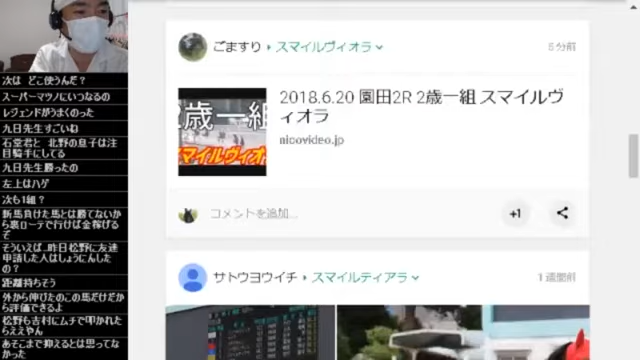 次は どこ使うんだ？
スーパーマツノにいつなるの
レジェンドがうまくのった
九日先生すごいね
石堂君と 北野の息子は注
目騎手にしてる
九日先生勝ったの
左上はハゲ
次も1組？
新馬負けた馬とは勝てないか
ら裏ローテで行けば金稼げる
ぞ
そういえば、昨日松野に友達
申請した人はしょうにんした
の？
距離持ちそう
外から伸びたのこの馬だけだか
ら評価できるよ
松野も吉村にムチで叩かれた
らええやん
あそこまで抑えるとは思ってな
かった
ごますり ▸ スマイルヴィオラ
5分前
2歳一組
スマイルヴィオ
2018.6.20 園田2R 2歳一組 スマイルヴ
ィオラ
nicovideo.jp
コメントを追加...
+1
サトウヨウイチ ▸ スマイルティアラ
1週間前